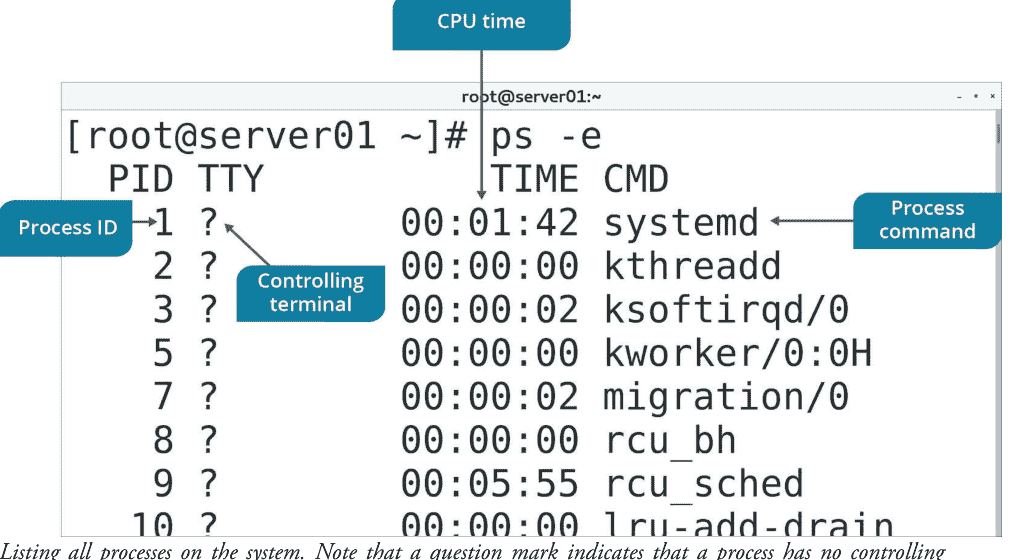 CPU time
root@server01:~
[root@server01 ~]# ps -e
PID TTY TIME CMD
Process ID
1 ? 00:01:42 systemd
Process
command
2 ? 00:00:00 kthreadd
Controlling
terminal
3 ? 00:00:02 ksoftirqd/0
5 ? 00:00:00 kworker/0:0H
7 ? 00:00:02 migration/0
8 ? 00:00:00 rcu_bh
9 ? 00:05:55 rcu_sched
10 ? 00:00:00 lru-add-drain
Listing all processes on the system. Note that a question mark indicates that a process has no controlling